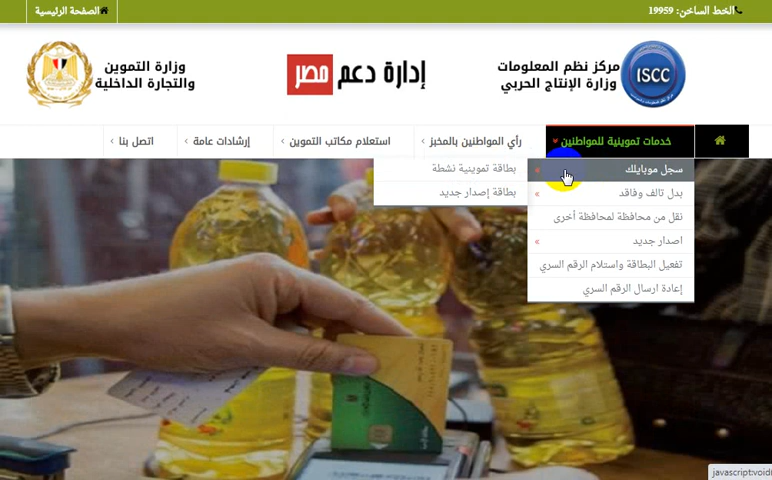 الخط الساخن: 19959
الصفحة الرئيسية
ISCC
مركز نظم المعلومات
وزارة الإنتاج الحربي
إدارة دعم مصر
وزارة التموين
والتجارة الداخلية
خدمات تموينية للمواطنين
رأي المواطنين بالمخبز
استعلام مكاتب التموين
إرشادات عامة
اتصل بنا
سجل موبايلك
بدل تالف وفاقد
نقل من محافظة لمحافظة أخرى
اصدار جديد
تفعيل البطاقة واستلام الرقم السري
إعادة ارسال الرقم السري
بطاقة تموينية نشطة
بطاقة إصدار جديد
javascript:void(